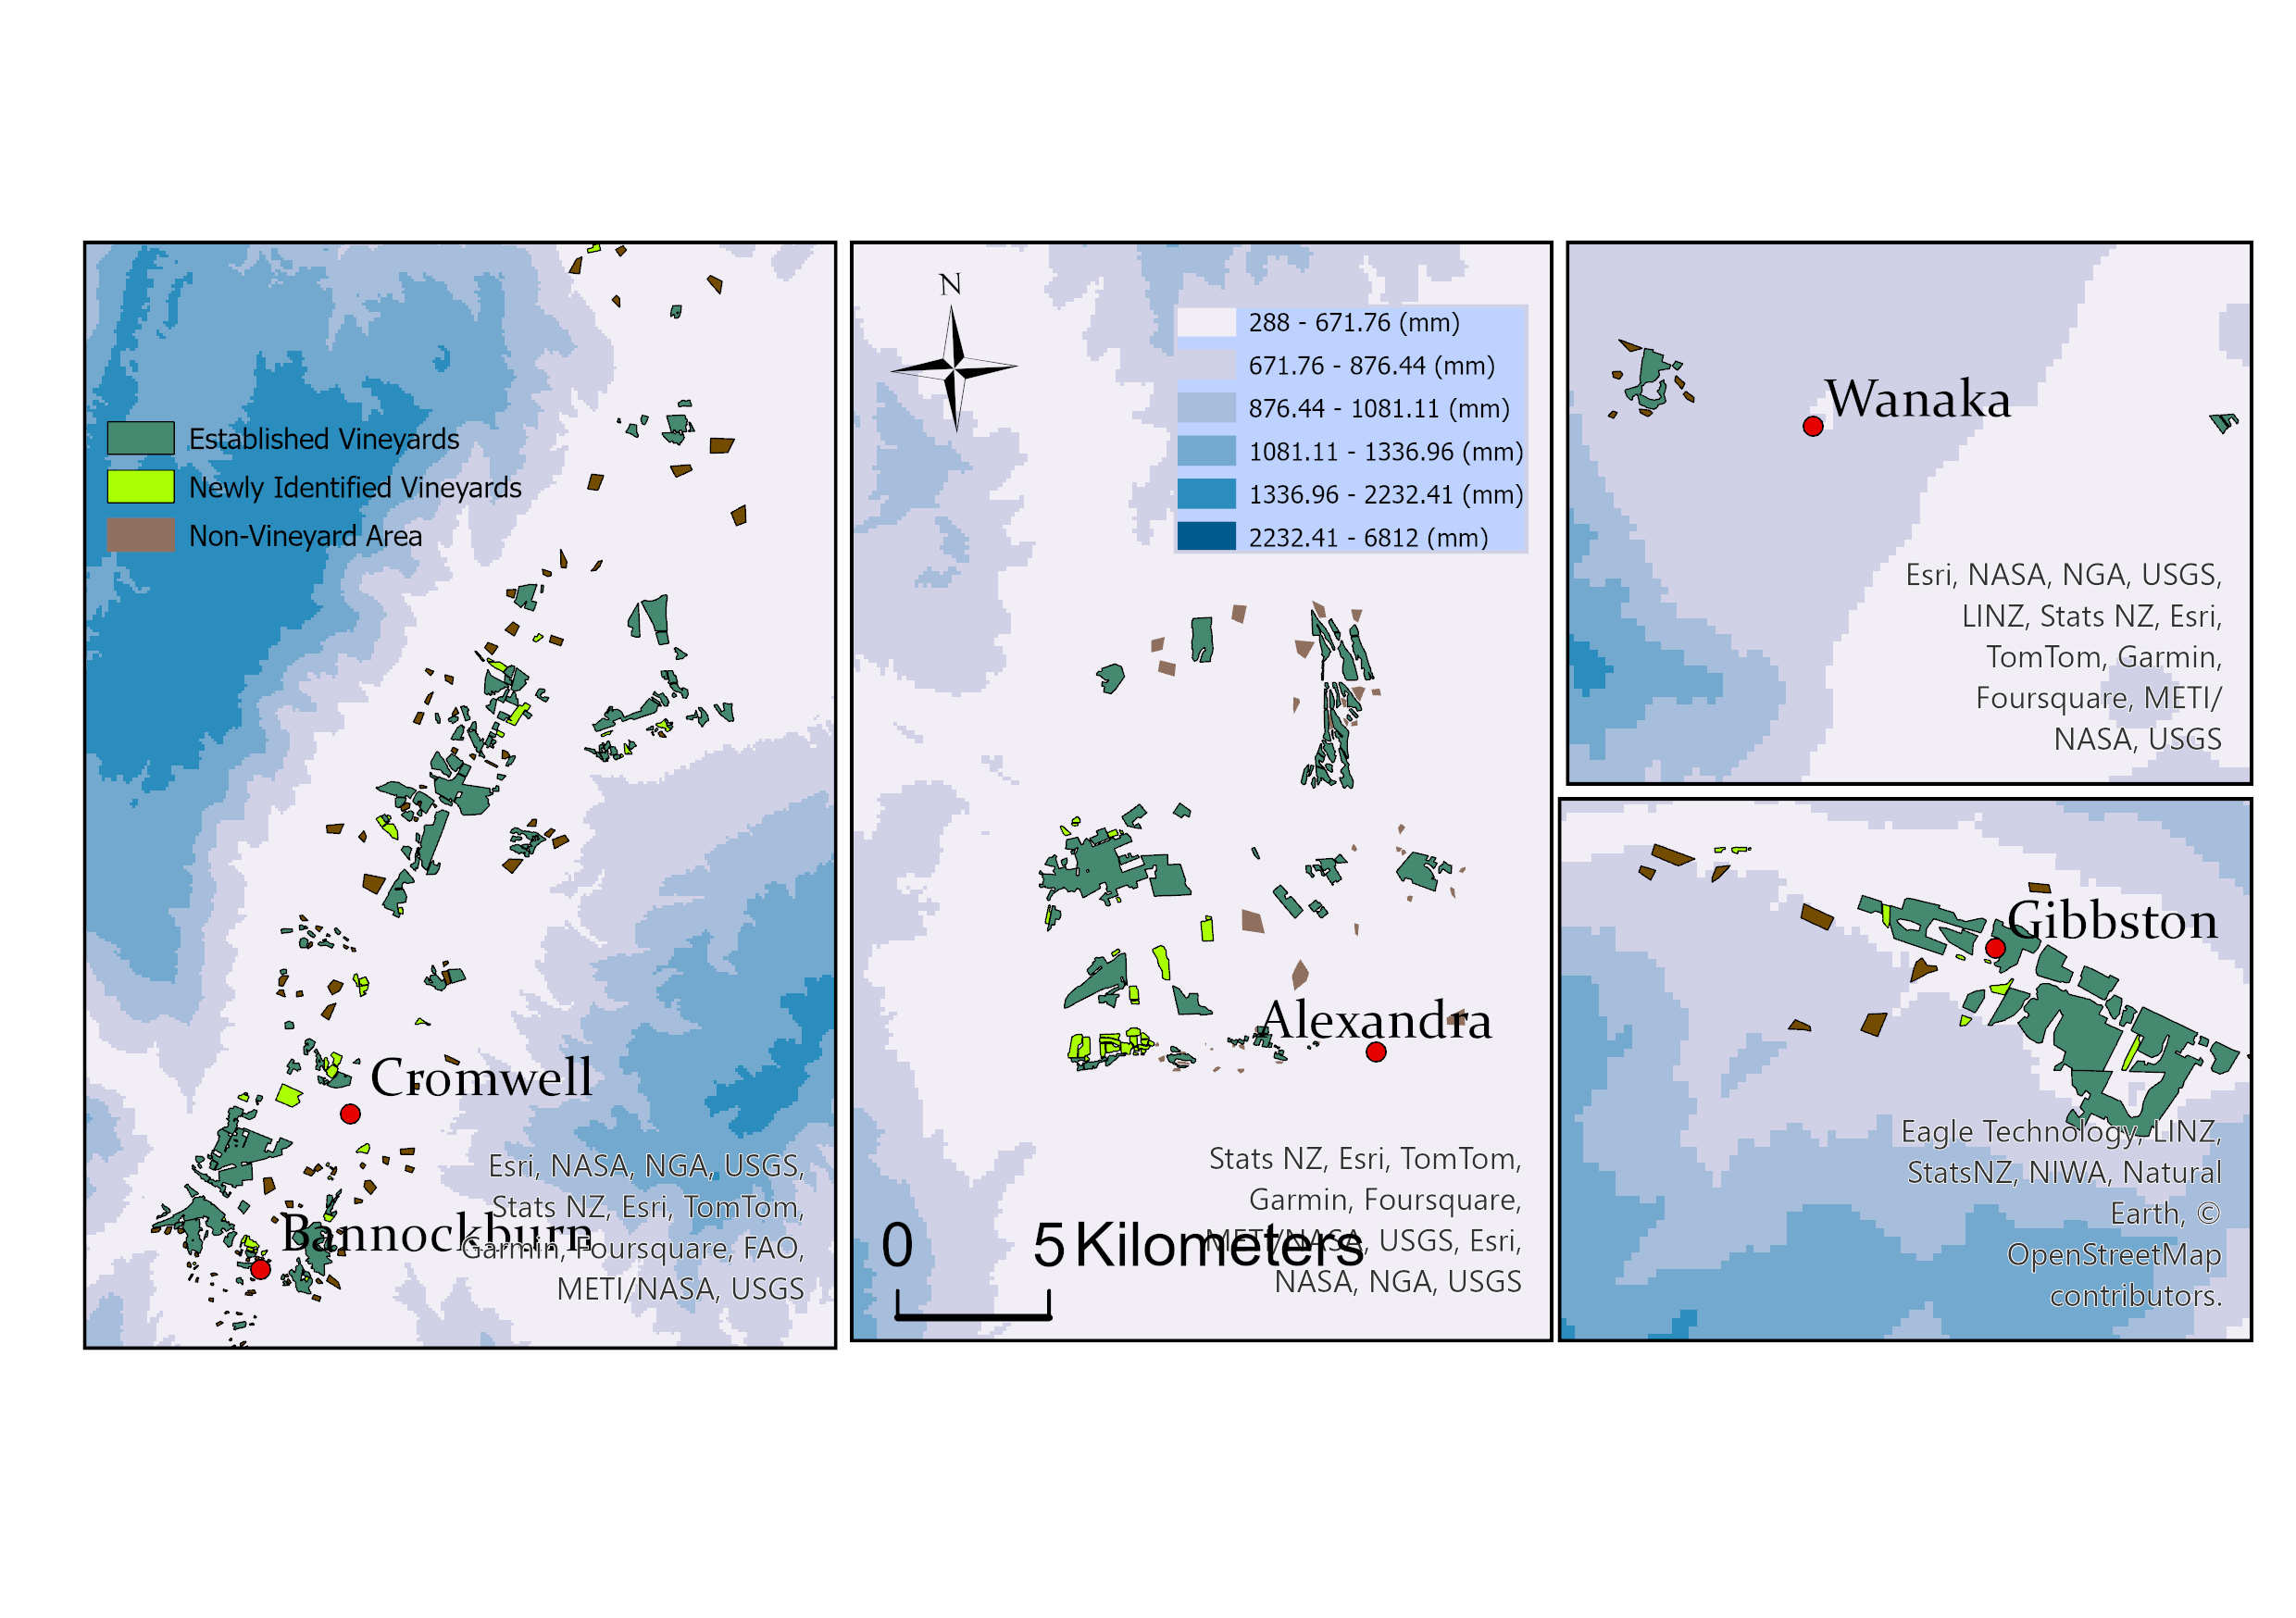 Established Vineyards
Newly Identified Vineyards
Non-Vineyard Area
Cromwell
Bannockburn
Esri, NASA, NGA, USGS,
Stats NZ, Esri, TomTom,
Garmin, Foursquare, FAO,
METI/NASA, USGS
N
288 - 671.76 (mm)
671.76 - 876.44 (mm)
876.44 - 1081.11 (mm)
1081.11 - 1336.96 (mm)
1336.96 - 2232.41 (mm)
2232.41 - 6812 (mm)
Alexandra
Stats NZ, Esri, TomTom,
Garmin, Foursquare,
METI/NASA, USGS, Esri,
NASA, NGA, USGS
0 5 Kilometers
Wanaka
Esri, NASA, NGA, USGS,
LINZ, Stats NZ, Esri,
TomTom, Garmin,
Foursquare, METI/
NASA, USGS
Gibbston
Eagle Technology, LINZ,
StatsNZ, NIWA, Natural
Earth, ©
OpenStreetMap
contributors.